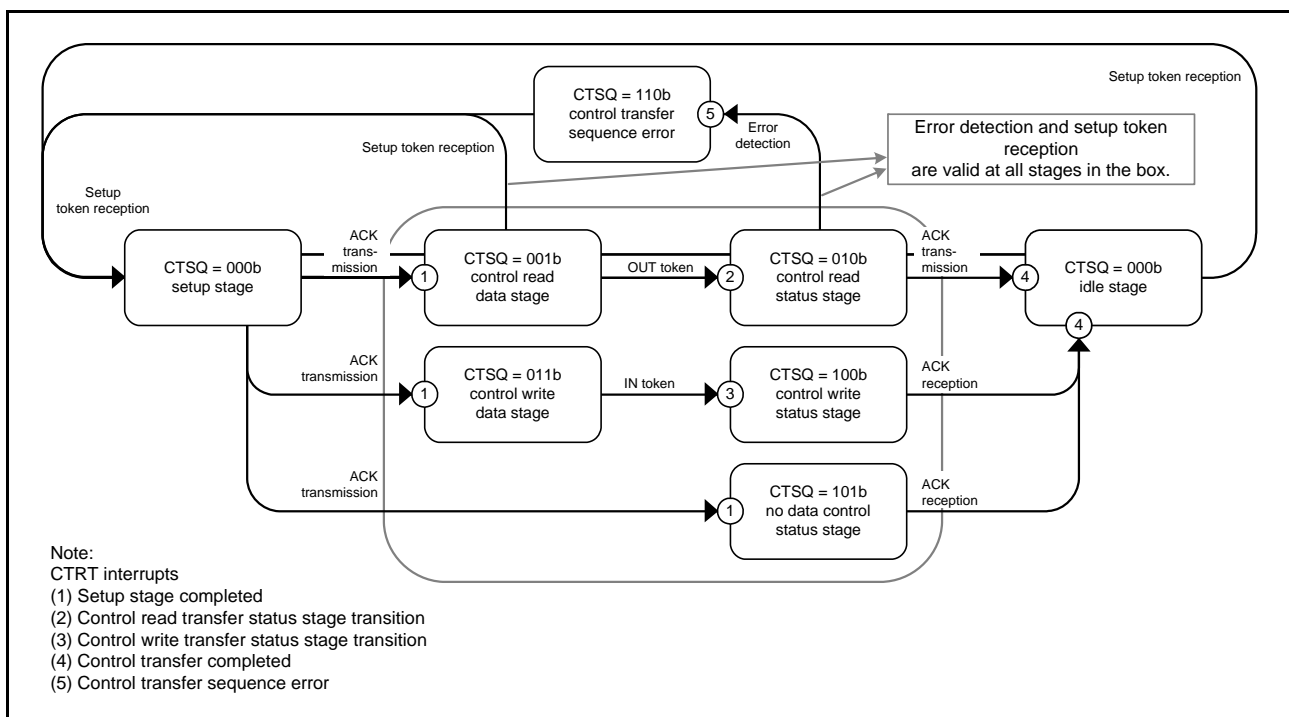 Setup token reception
CTSQ = 110b
control transfer
sequence error
5
Error
detection
Setup token reception
Error detection and setup token
reception
are valid at all stages in the box.
Setup
token reception
CTSQ = 000b
setup stage
ACK
trans-
mission
1
CTSQ = 001b
control read
data stage
OUT token
2
CTSQ = 010b
control read
status stage
ACK
trans-
mission
4
CTSQ = 000b
idle stage
4
ACK
transmission
1
CTSQ = 011b
control write
data stage
IN token
3
CTSQ = 100b
control write
status stage
ACK
reception
ACK
transmission
1
CTSQ = 101b
no data control
status stage
ACK
reception
Note:
CTRT interrupts
(1) Setup stage completed
(2) Control read transfer status stage transition
(3) Control write transfer status stage transition
(4) Control transfer completed
(5) Control transfer sequence error